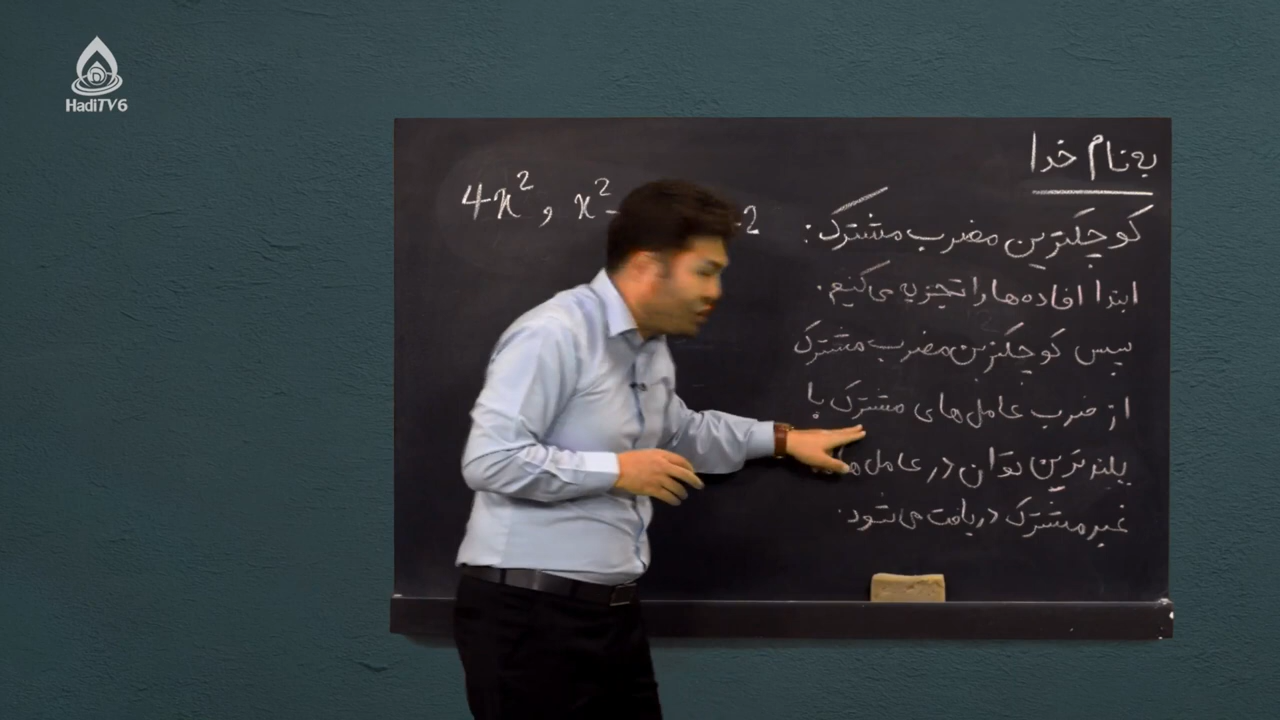 HadiTV6
به نام خدا
4x², x²- -2
کوچکترین مضرب مشترک:
ابتدا افاده ها را تجزیه می کنیم.
سپس کوچکترین مضرب مشترک
از ضرب عامل های مشترک با
بلندترین توان در عامل ها
غیر مشترک دریافت می شود.